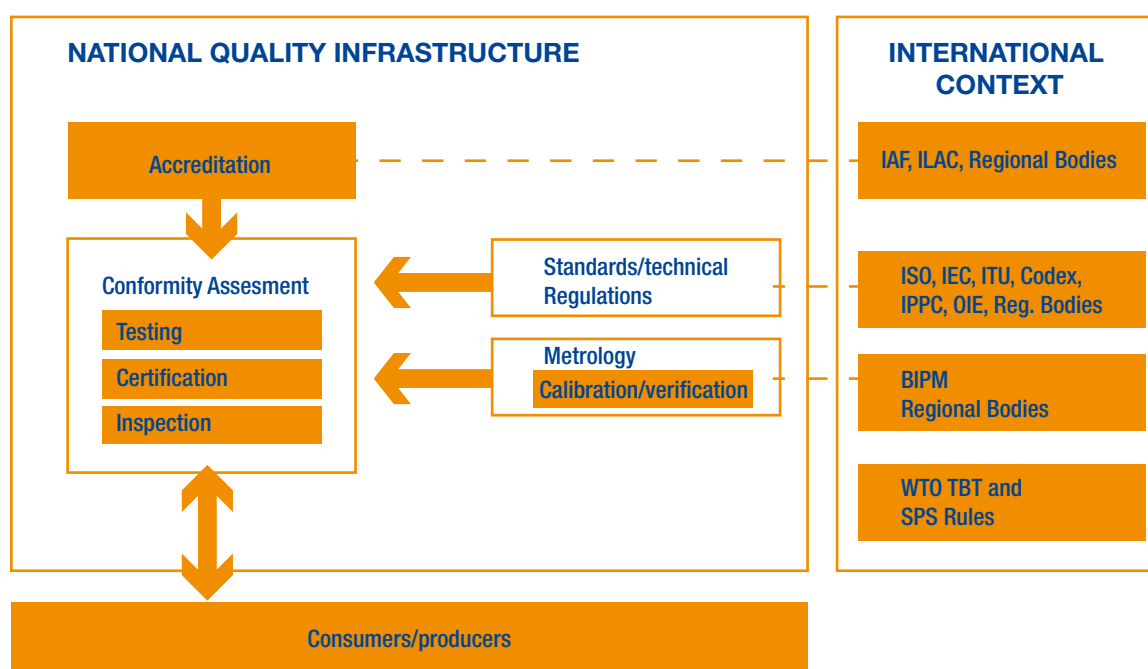 NATIONAL QUALITY INFRASTRUCTURE
Accreditation
Conformity Assesment
Testing
Certification
Inspection
Standards/technical
Regulations
Metrology
Calibration/verification
Consumers/producers
INTERNATIONAL
CONTEXT
IAF, ILAC, Regional Bodies
ISO, IEC, ITU, Codex,
IPPC, OIE, Reg. Bodies
BIPM
Regional Bodies
WTO TBT and
SPS Rules